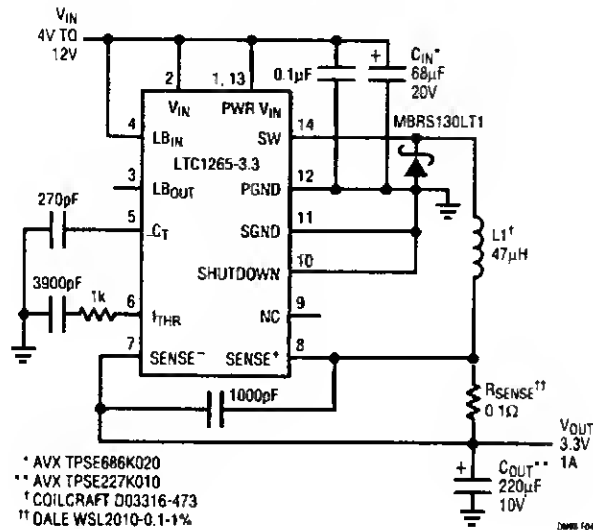 VIN
4V TO
12V
2
1, 13
0.1µF
+
CIN*
68µF
20V
VIN
PWR VIN
MBRS130LT1
4
LBIN
SW
14
LTC1265-3.3
3
LBOUT
PGND
12
270pF
5
CT
SGND
11
L1†
47µH
SHUTDOWN
10
3900pF
1k
6
ITHR
NC
9
7
SENSE−
SENSE+
8
1000pF
RSENSE††
0.1Ω
VOUT
3.3V
1A
+
COUT**
220µF
10V
* AVX TPSE686K020
** AVX TPSE227K010
† COILCRAFT D03316-473
†† DALE WSL2010-0.1-1%